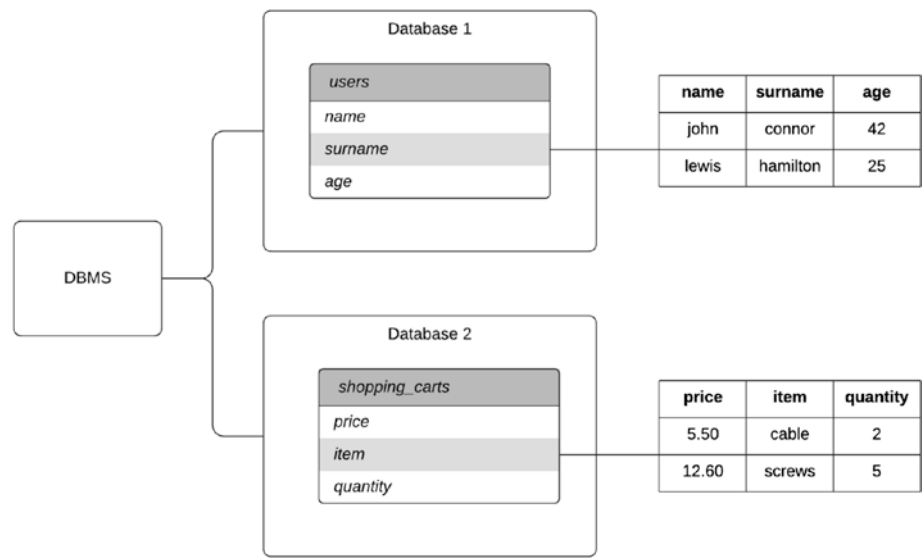 Database 1
users
name
surname
age
name surname age
john connor 42
lewis hamilton 25
DBMS
Database 2
shopping_carts
price
item
quantity
price item quantity
5.50 cable 2
12.60 screws 5